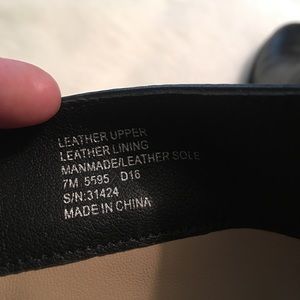 LEATHER UPPER
LEATHER LINING
MANMADE/LEATHER SOLE
7M 5595 D16
S/N:31424
MADE IN CHINA